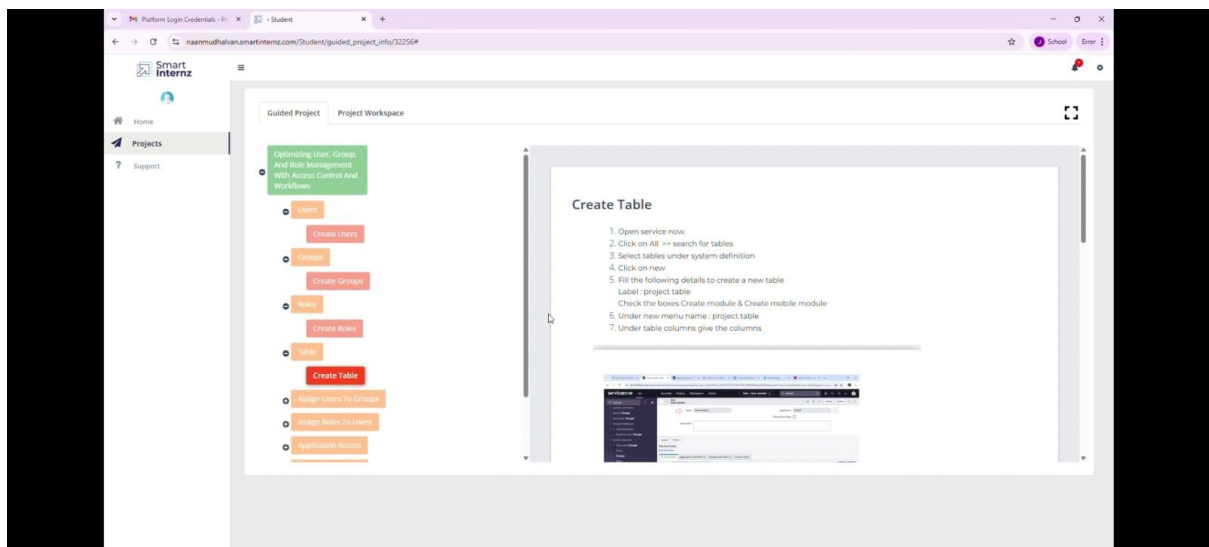 Platform Login Credentials - Po
- Student
naanmudhalvan.smartinternz.com/Student/guided_project_info/32256#
School
Error
Smart
Internz
Home
Projects
Support
Guided Project
Project Workspace
Optimizing User, Group,
And Role Management
With Access Control And
Workflows
Users
Create Users
Groups
Create Groups
Roles
Create Roles
Table
Create Table
Assign Users To Groups
Assign Roles To Users
Application Access
Create Table
1. Open service now.
2. Click on All >> search for tables
3. Select tables under system definition
4. Click on new
5. Fill the following details to create a new table
Label : project table
Check the boxes Create module & Create mobile module
6. Under new menu name : project table
7. Under table columns give the columns
servicenow